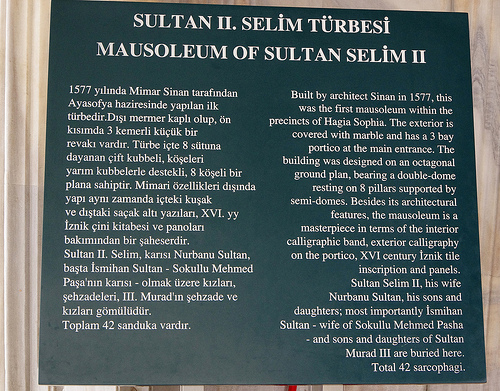 SULTAN II. SELİM TÜRBESİ
MAUSOLEUM OF SULTAN SELİM II
1577 yılında Mimar Sinan tarafından
Ayasofya haziresinde yapılan ilk
türbedir.Dışı mermer kaplı olup, ön
kısımda 3 kemerli küçük bir
revakı vardır. Türbe içte 8 sütuna
dayanan çift kubbeli, köşeleri
yarım kubbelerle destekli, 8 köşeli bir
plana sahiptir. Mimari özellikleri dışında
yapı aynı zamanda içteki kuşak
ve dıştaki saçak altı yazıları, XVI. yy
İznik çini kitabesi ve panoları
bakımından bir şaheserdir.
Sultan II. Selim, karısı Nurbanu Sultan,
başta İsmihan Sultan - Sokullu Mehmed
Paşa'nın karısı - olmak üzere kızları,
şehzadeleri, III. Murad'ın şehzade ve
kızları gömülüdür.
Toplam 42 sanduka vardır.
Built by architect Sinan in 1577, this
was the first mausoleum within the
precincts of Hagia Sophia. The exterior is
covered with marble and has a 3 bay
portico at the main entrance. The
building was designed on an octagonal
ground plan, bearing a double-dome
resting on 8 pillars supported by
semi-domes. Besides its architectural
features, the mausoleum is a
masterpiece in terms of the interior
calligraphic band, exterior calligraphy
on the portico, XVI century İznik tile
inscription and panels.
Sultan Selim II, his wife
Nurbanu Sultan, his sons and
daughters; most importantly İsmihan
Sultan - wife of Sokullu Mehmed Pasha
- and sons and daughters of Sultan
Murad III are buried here.
Total 42 sarcophagi.